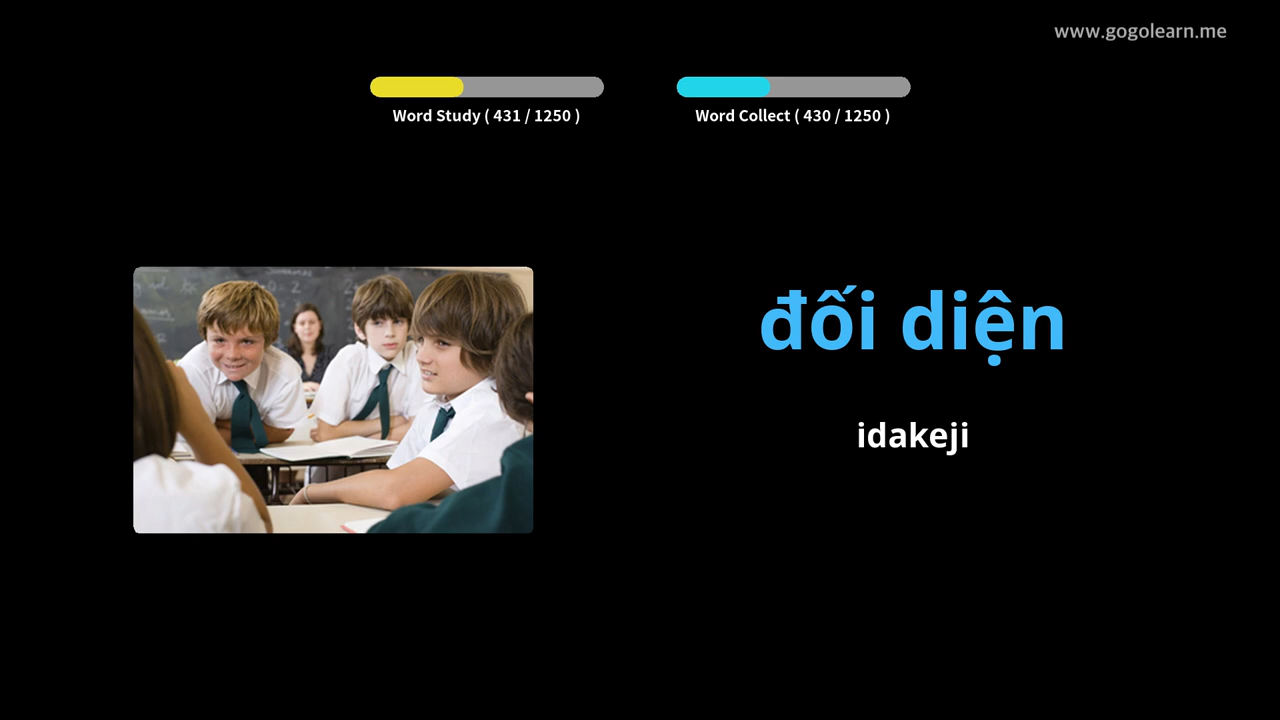 www.gogolearn.me
Word Study ( 431 / 1250 )
Word Collect ( 430 / 1250 )
đối diện
idakeji